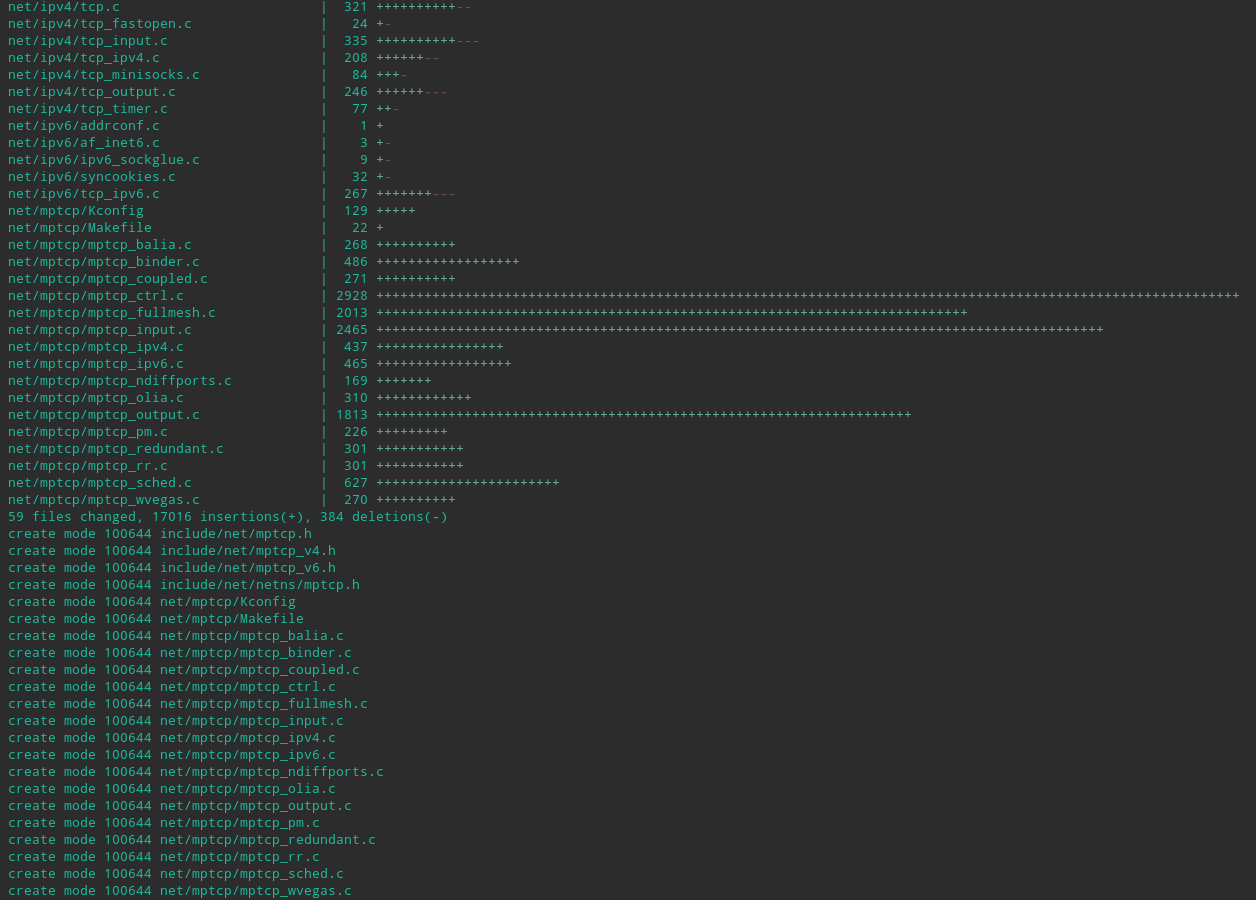 net/ipv4/tcp.c | 321 ++++++++++--
net/ipv4/tcp_fastopen.c | 24 +-
net/ipv4/tcp_input.c | 335 ++++++++++---
net/ipv4/tcp_ipv4.c | 208 ++++++--
net/ipv4/tcp_minisocks.c | 84 +++-
net/ipv4/tcp_output.c | 246 ++++++---
net/ipv4/tcp_timer.c | 77 ++-
net/ipv6/addrconf.c | 1 +
net/ipv6/af_inet6.c | 3 +-
net/ipv6/ipv6_sockglue.c | 9 +-
net/ipv6/syncookies.c | 32 +-
net/ipv6/tcp_ipv6.c | 267 +++++++---
net/mptcp/Kconfig | 129 +++++
net/mptcp/Makefile | 22 +
net/mptcp/mptcp_balia.c | 268 ++++++++++
net/mptcp/mptcp_binder.c | 486 ++++++++++++++++++
net/mptcp/mptcp_coupled.c | 271 ++++++++++
net/mptcp/mptcp_ctrl.c | 2928 ++++++++++++++++++++++++++++++++++++++++++++++++++++++++++++++++++++++++++++++++++++++++++++++++++++++++++++
net/mptcp/mptcp_fullmesh.c | 2013 ++++++++++++++++++++++++++++++++++++++++++++++++++++++++++++++++++++++++++
net/mptcp/mptcp_input.c | 2465 +++++++++++++++++++++++++++++++++++++++++++++++++++++++++++++++++++++++++++++++++++++++++++
net/mptcp/mptcp_ipv4.c | 437 ++++++++++++++++
net/mptcp/mptcp_ipv6.c | 465 +++++++++++++++++
net/mptcp/mptcp_ndiffports.c | 169 +++++++
net/mptcp/mptcp_olia.c | 310 ++++++++++++
net/mptcp/mptcp_output.c | 1813 +++++++++++++++++++++++++++++++++++++++++++++++++++++++++++++++++++
net/mptcp/mptcp_pm.c | 226 +++++++++
net/mptcp/mptcp_redundant.c | 301 +++++++++++
net/mptcp/mptcp_rr.c | 301 +++++++++++
net/mptcp/mptcp_sched.c | 627 +++++++++++++++++++++++
net/mptcp/mptcp_wvegas.c | 270 ++++++++++
59 files changed, 17016 insertions(+), 384 deletions(-)
create mode 100644 include/net/mptcp.h
create mode 100644 include/net/mptcp_v4.h
create mode 100644 include/net/mptcp_v6.h
create mode 100644 include/net/netns/mptcp.h
create mode 100644 net/mptcp/Kconfig
create mode 100644 net/mptcp/Makefile
create mode 100644 net/mptcp/mptcp_balia.c
create mode 100644 net/mptcp/mptcp_binder.c
create mode 100644 net/mptcp/mptcp_coupled.c
create mode 100644 net/mptcp/mptcp_ctrl.c
create mode 100644 net/mptcp/mptcp_fullmesh.c
create mode 100644 net/mptcp/mptcp_input.c
create mode 100644 net/mptcp/mptcp_ipv4.c
create mode 100644 net/mptcp/mptcp_ipv6.c
create mode 100644 net/mptcp/mptcp_ndiffports.c
create mode 100644 net/mptcp/mptcp_olia.c
create mode 100644 net/mptcp/mptcp_output.c
create mode 100644 net/mptcp/mptcp_pm.c
create mode 100644 net/mptcp/mptcp_redundant.c
create mode 100644 net/mptcp/mptcp_rr.c
create mode 100644 net/mptcp/mptcp_sched.c
create mode 100644 net/mptcp/mptcp_wvegas.c